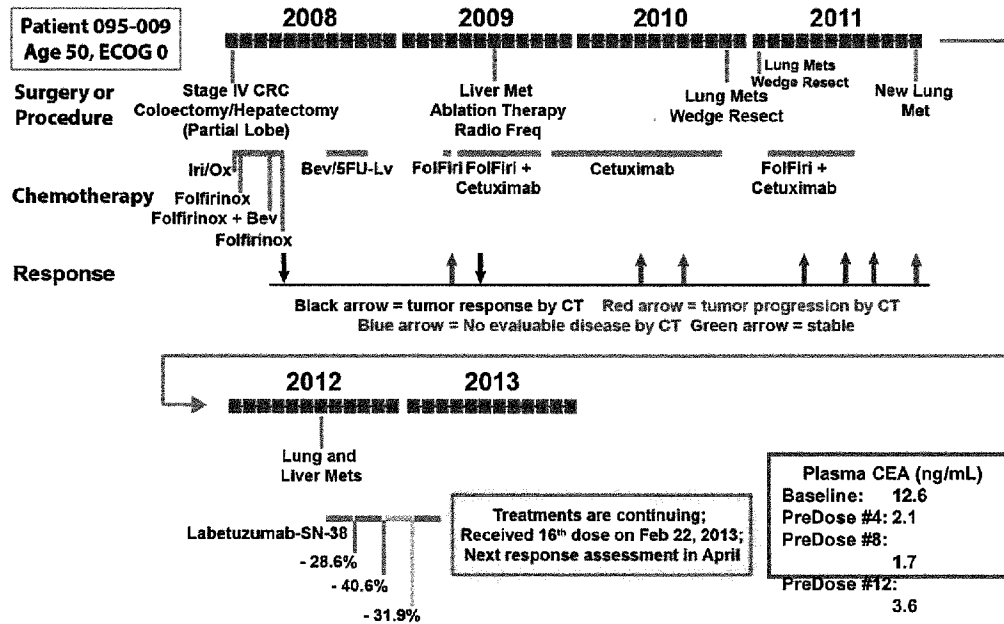 Patient 095-009
Age 50, ECOG 0
2008
2009
2010
2011
Surgery or
Procedure
Stage IV CRC
Coloectomy/Hepatectomy
(Partial Lobe)
Liver Met
Ablation Therapy
Radio Freq
Lung Mets
Wedge Resect
Lung Mets
Wedge Resect
New Lung
Met
Chemotherapy
Iri/Ox
Folfirinox
Folfirinox + Bev
Folfirinox
Bev/5FU-Lv
FolFiri
FolFiri +
Cetuximab
Cetuximab
FolFiri +
Cetuximab
Response
Black arrow = tumor response by CT Red arrow = tumor progression by CT
Blue arrow = No evaluable disease by CT Green arrow = stable
2012
2013
Lung and
Liver Mets
Labetuzumab-SN-38
- 28.6%
- 40.6%
- 31.9%
Treatments are continuing;
Received 16th dose on Feb 22, 2013;
Next response assessment in April
Plasma CEA (ng/mL)
Baseline: 12.6
PreDose #4: 2.1
PreDose #8:
1.7
PreDose #12:
3.6